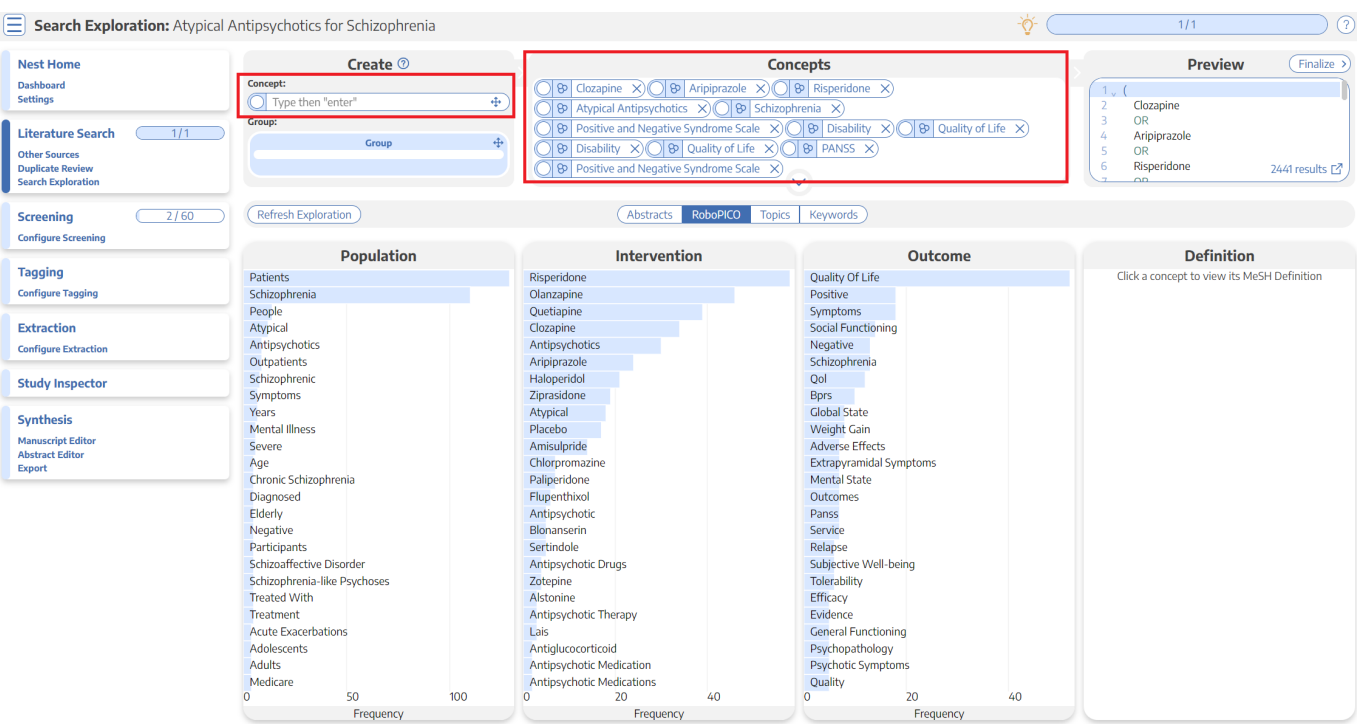 Search Exploration: Atypical Antipsychotics for Schizophrenia
1/1
?
Nest Home
Dashboard
Settings
Literature Search
1/1
Other Sources
Duplicate Review
Search Exploration
Screening
2/60
Configure Screening
Tagging
Configure Tagging
Extraction
Configure Extraction
Study Inspector
Synthesis
Manuscript Editor
Abstract Editor
Export
Create ?
Concept:
Type then "enter"
Group:
Group
Concepts
Clozapine X Aripiprazole X Risperidone X
Atypical Antipsychotics X Schizophrenia X
Positive and Negative Syndrome Scale X Disability X Quality of Life X
Disability X Quality of Life X PANSS X
Positive and Negative Syndrome Scale X
Preview
Finalize >
1 (
2 Clozapine
3 OR
4 Aripiprazole
5 OR
6 Risperidone
7 OR
2441 results
Refresh Exploration
Abstracts RoboPICO Topics Keywords
Population
Patients
Schizophrenia
People
Atypical
Antipsychotics
Outpatients
Schizophrenic
Symptoms
Years
Mental Illness
Severe
Age
Chronic Schizophrenia
Diagnosed
Elderly
Negative
Participants
Schizoaffective Disorder
Schizophrenia-like Psychoses
Treated With
Treatment
Acute Exacerbations
Adolescents
Adults
Medicare
0 50 100
Frequency
Intervention
Risperidone
Olanzapine
Quetiapine
Clozapine
Antipsychotics
Aripiprazole
Haloperidol
Ziprasidone
Atypical
Placebo
Amisulpride
Chlorpromazine
Paliperidone
Flupenthixol
Antipsychotic
Blonanserin
Sertindole
Antipsychotic Drugs
Zotepine
Alstonine
Antipsychotic Therapy
Lais
Antiglucocorticoid
Antipsychotic Medication
Antipsychotic Medications
0 20 40
Frequency
Outcome
Quality Of Life
Positive
Symptoms
Social Functioning
Negative
Schizophrenia
Qol
Bprs
Global State
Weight Gain
Adverse Effects
Extrapyramidal Symptoms
Mental State
Outcomes
Panss
Service
Relapse
Subjective Well-being
Tolerability
Efficacy
Evidence
General Functioning
Psychopathology
Psychotic Symptoms
Quality
0 20 40
Frequency
Definition
Click a concept to view its MeSH Definition